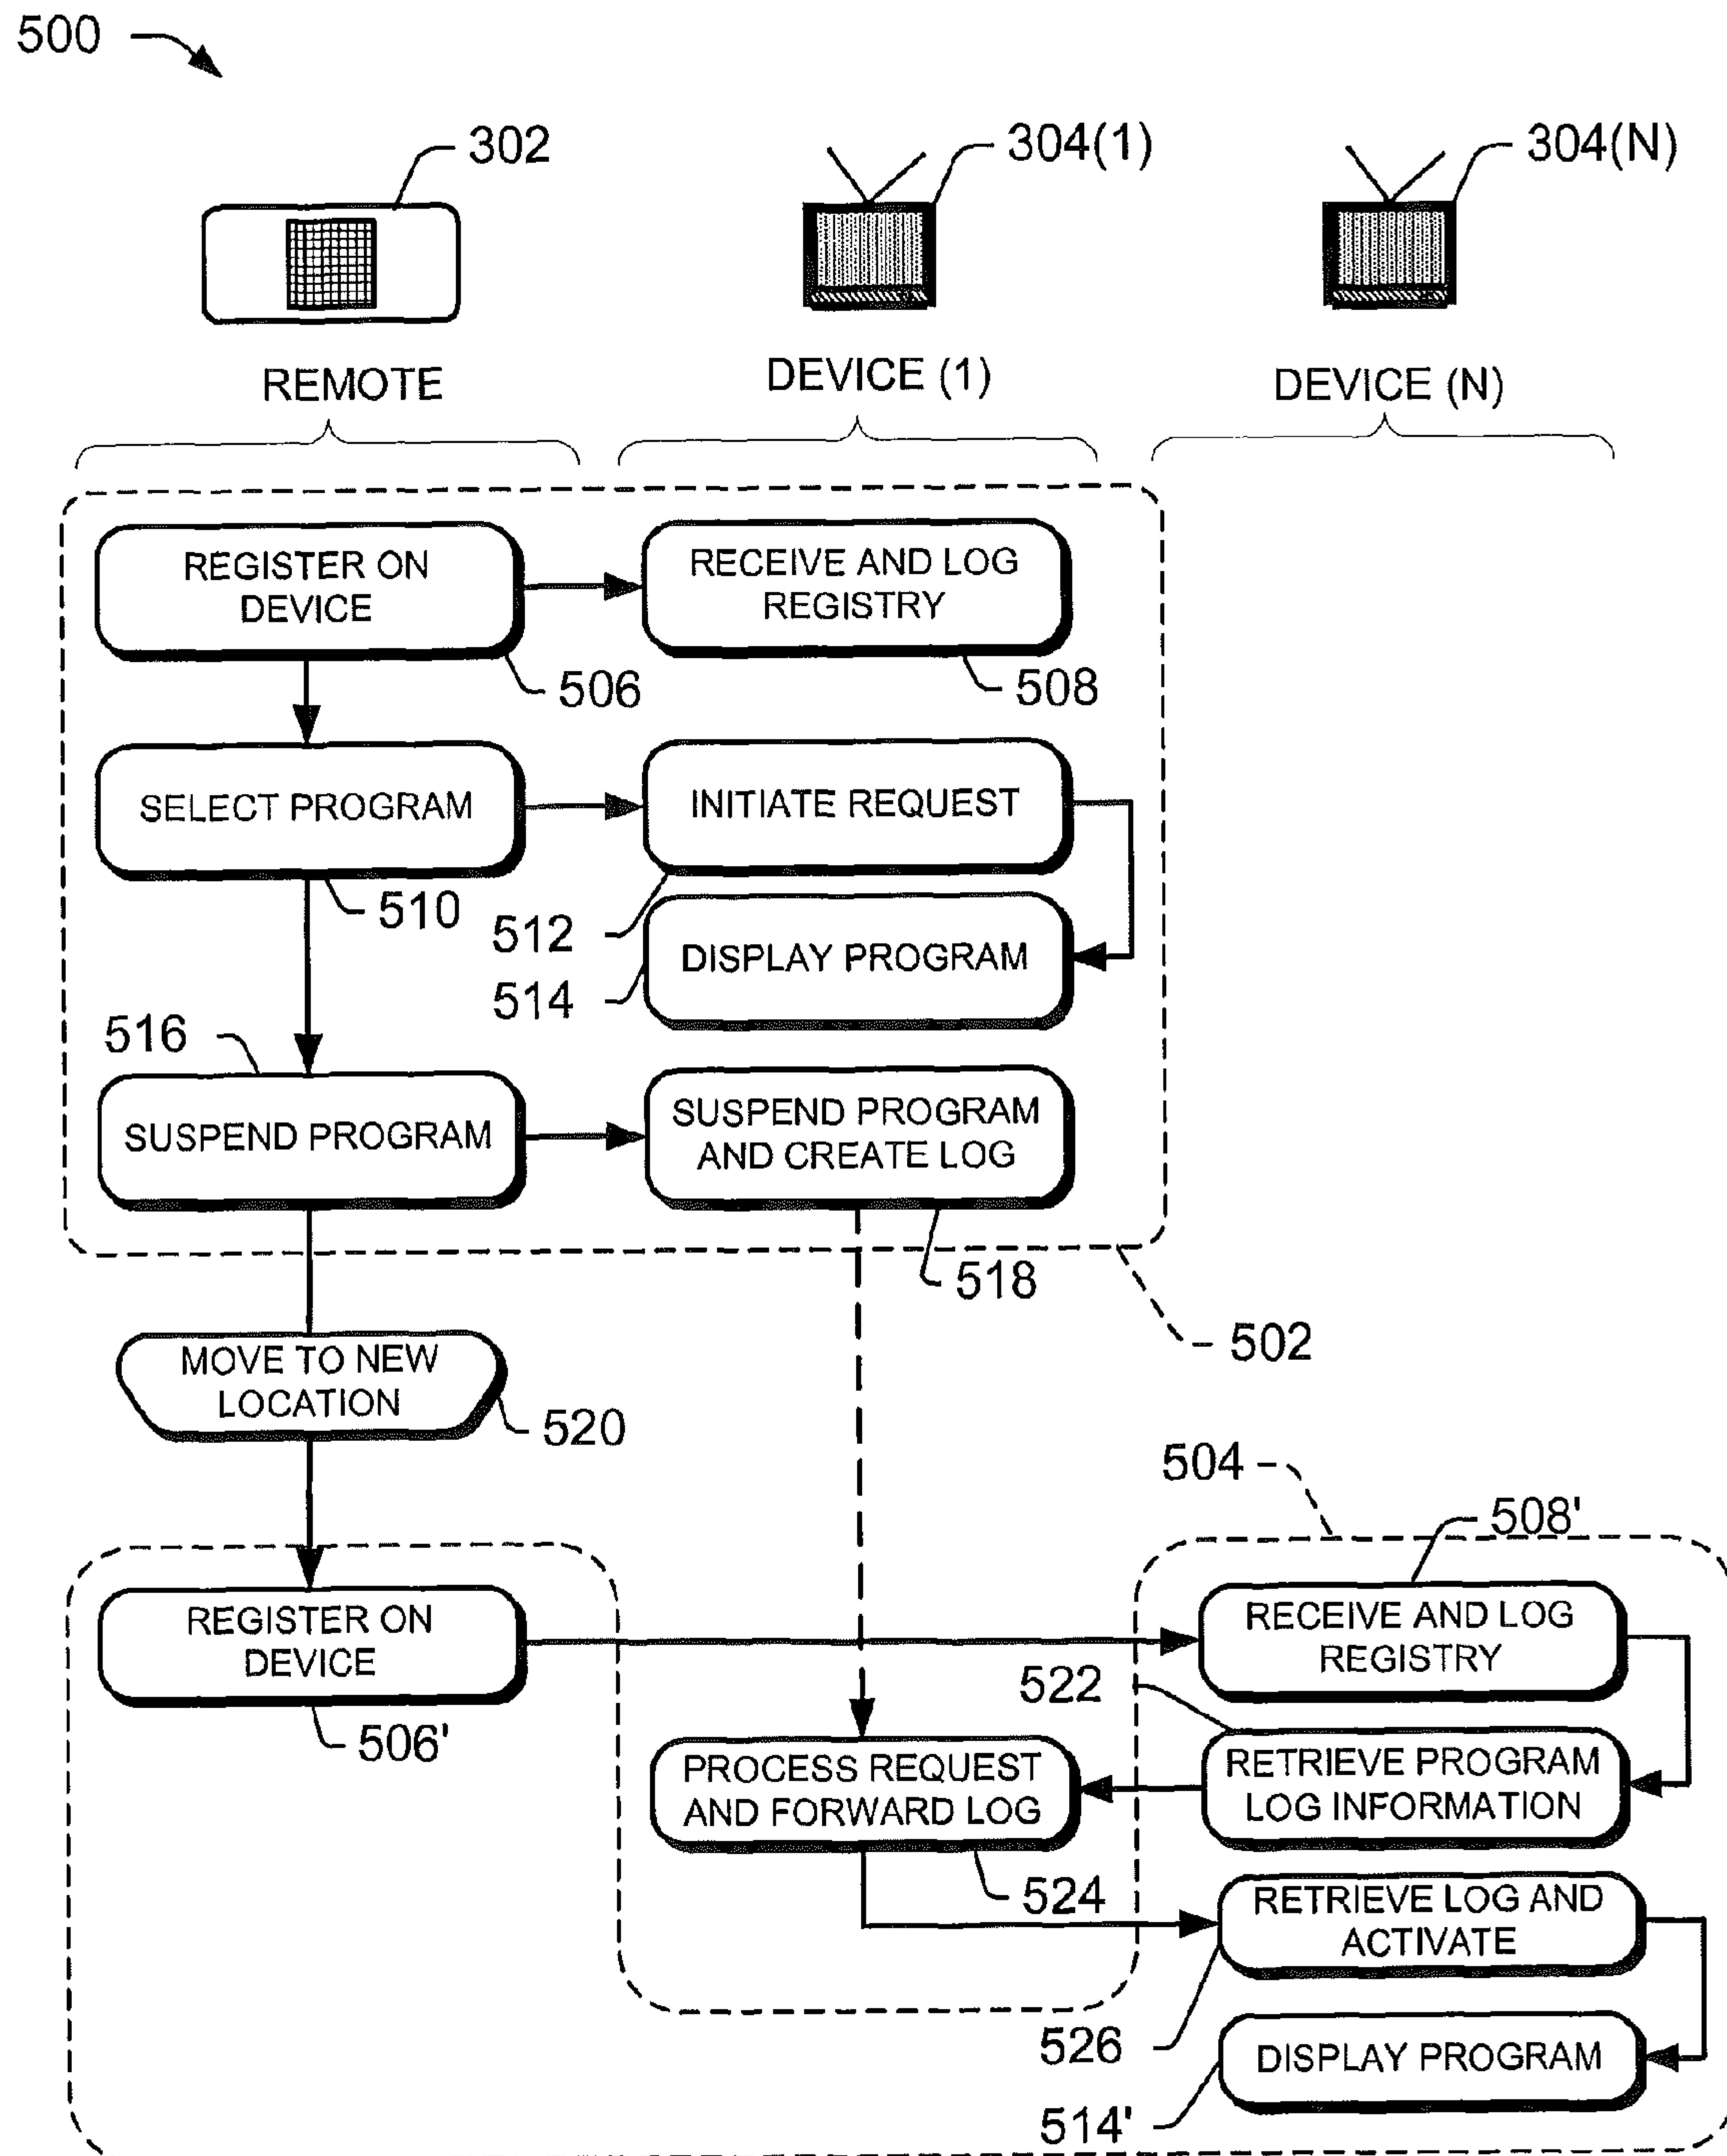 500
302
304(1)
304(N)
REMOTE
DEVICE (1)
DEVICE (N)
REGISTER ON
DEVICE
RECEIVE AND LOG
REGISTRY
506
508
SELECT PROGRAM
INITIATE REQUEST
510
512
DISPLAY PROGRAM
514
516
SUSPEND PROGRAM
SUSPEND PROGRAM
AND CREATE LOG
518
502
MOVE TO NEW
LOCATION
520
504
508'
REGISTER ON
DEVICE
RECEIVE AND LOG
REGISTRY
522
506'
PROCESS REQUEST
AND FORWARD LOG
RETRIEVE PROGRAM
LOG INFORMATION
524
RETRIEVE LOG AND
ACTIVATE
526
DISPLAY PROGRAM
514'